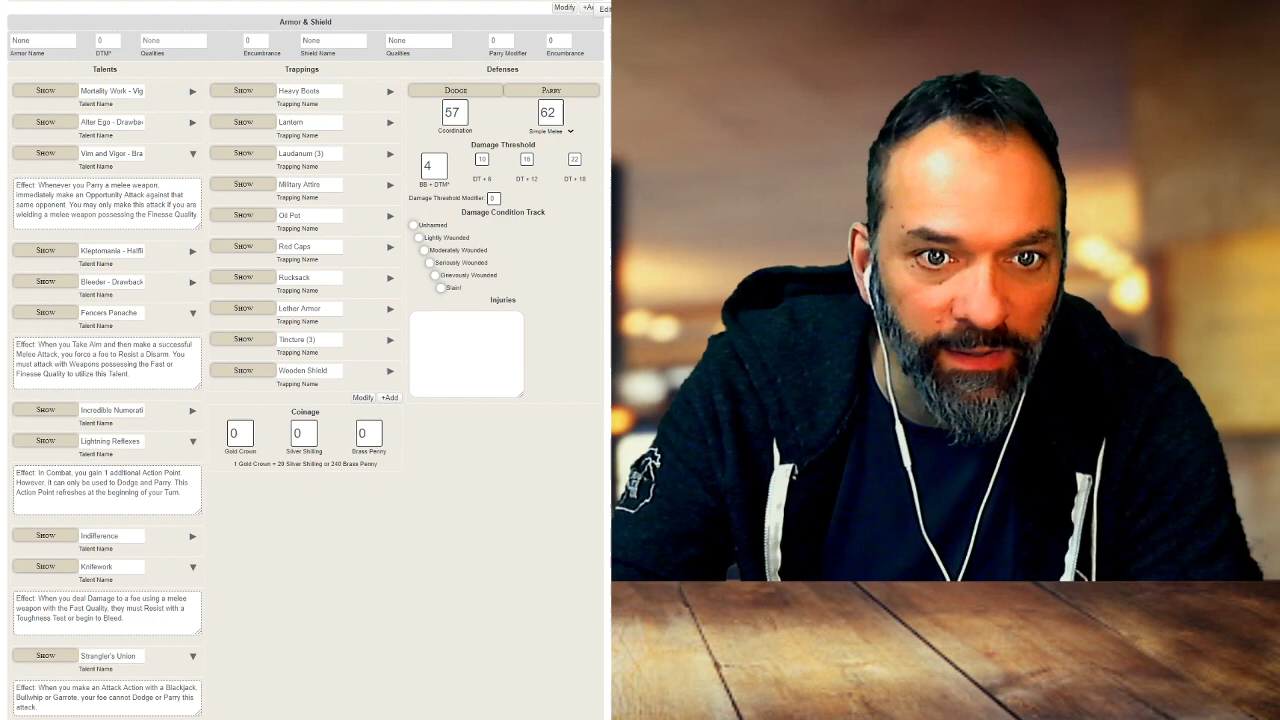 Modify +Add Edit
Armor & Shield
None 0 None 0 None None 0 0
Armor Name DTM* Qualities Encumbrance Shield Name Qualities Parry Modifier Encumbrance
Talents
Show Mortality Work - Vig
Talent Name
Show Alter Ego - Drawba
Talent Name
Show Vim and Vigor - Bra
Talent Name
Effect: Whenever you Parry a melee weapon,
immediately make an Opportunity Attack against that
same opponent. You may only make this attack if you are
wielding a melee weapon possessing the Finesse Quality
Show Kleptomania - Halfli
Talent Name
Show Bleeder - Drawback
Talent Name
Show Fencers Panache
Talent Name
Effect: When you Take Aim and then make a successful
Melee Attack, you force a foe to Resist a Disarm. You
must attack with Weapons possessing the Fast or
Finesse Quality to utilize this Talent.
Show Incredible Numerati
Talent Name
Show Lightning Reflexes
Talent Name
Effect: In Combat, you gain 1 additional Action Point.
However, it can only be used to Dodge and Parry. This
Action Point refreshes at the beginning of your Turn.
Show Indifference
Talent Name
Show Knifework
Talent Name
Effect: When you deal Damage to a foe using a melee
weapon with the Fast Quality, they must Resist with a
Toughness Test or begin to Bleed.
Show Strangler's Union
Talent Name
Effect: When you make an Attack Action with a Blackjack,
Bullwhip or Garrote, your foe cannot Dodge or Parry this
attack.
Trappings
Show Heavy Boots
Trapping Name
Show Lantern
Trapping Name
Show Laudanum (3)
Trapping Name
Show Military Attire
Trapping Name
Show Oil Pot
Trapping Name
Show Red Caps
Trapping Name
Show Rucksack
Trapping Name
Show Lether Armor
Trapping Name
Show Tincture (3)
Trapping Name
Show Wooden Shield
Trapping Name
Modify +Add
Coinage
0 0 0
Gold Crown Silver Shilling Brass Penny
1 Gold Crown = 20 Silver Shilling or 240 Brass Penny
Defenses
Dodge Parry
57 62
Coordination Simple Melee
Damage Threshold
4 10 16 22
BB + DTM* DT + 6 DT + 12 DT + 18
Damage Threshold Modifier: 0
Damage Condition Track
Unharmed
Lightly Wounded
Moderately Wounded
Seriously Wounded
Grievously Wounded
Slain!
Injuries